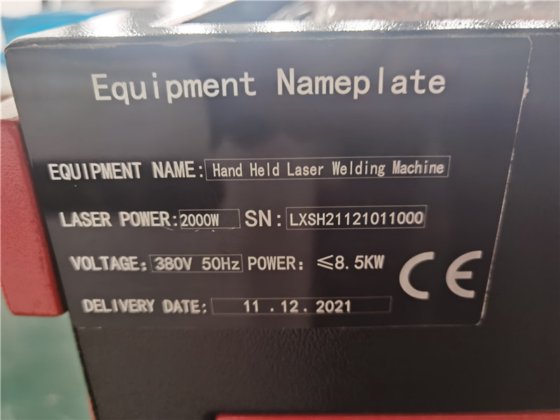 Equipment Nameplate
EQUIPMENT NAME: Hand Held Laser Welding Machine
LASER POWER: 2000W SN: LXSH21121011000
VOLTAGE: 380V 50Hz POWER: ≤8.5KW CE
DELIVERY DATE: 11 .12. 2021